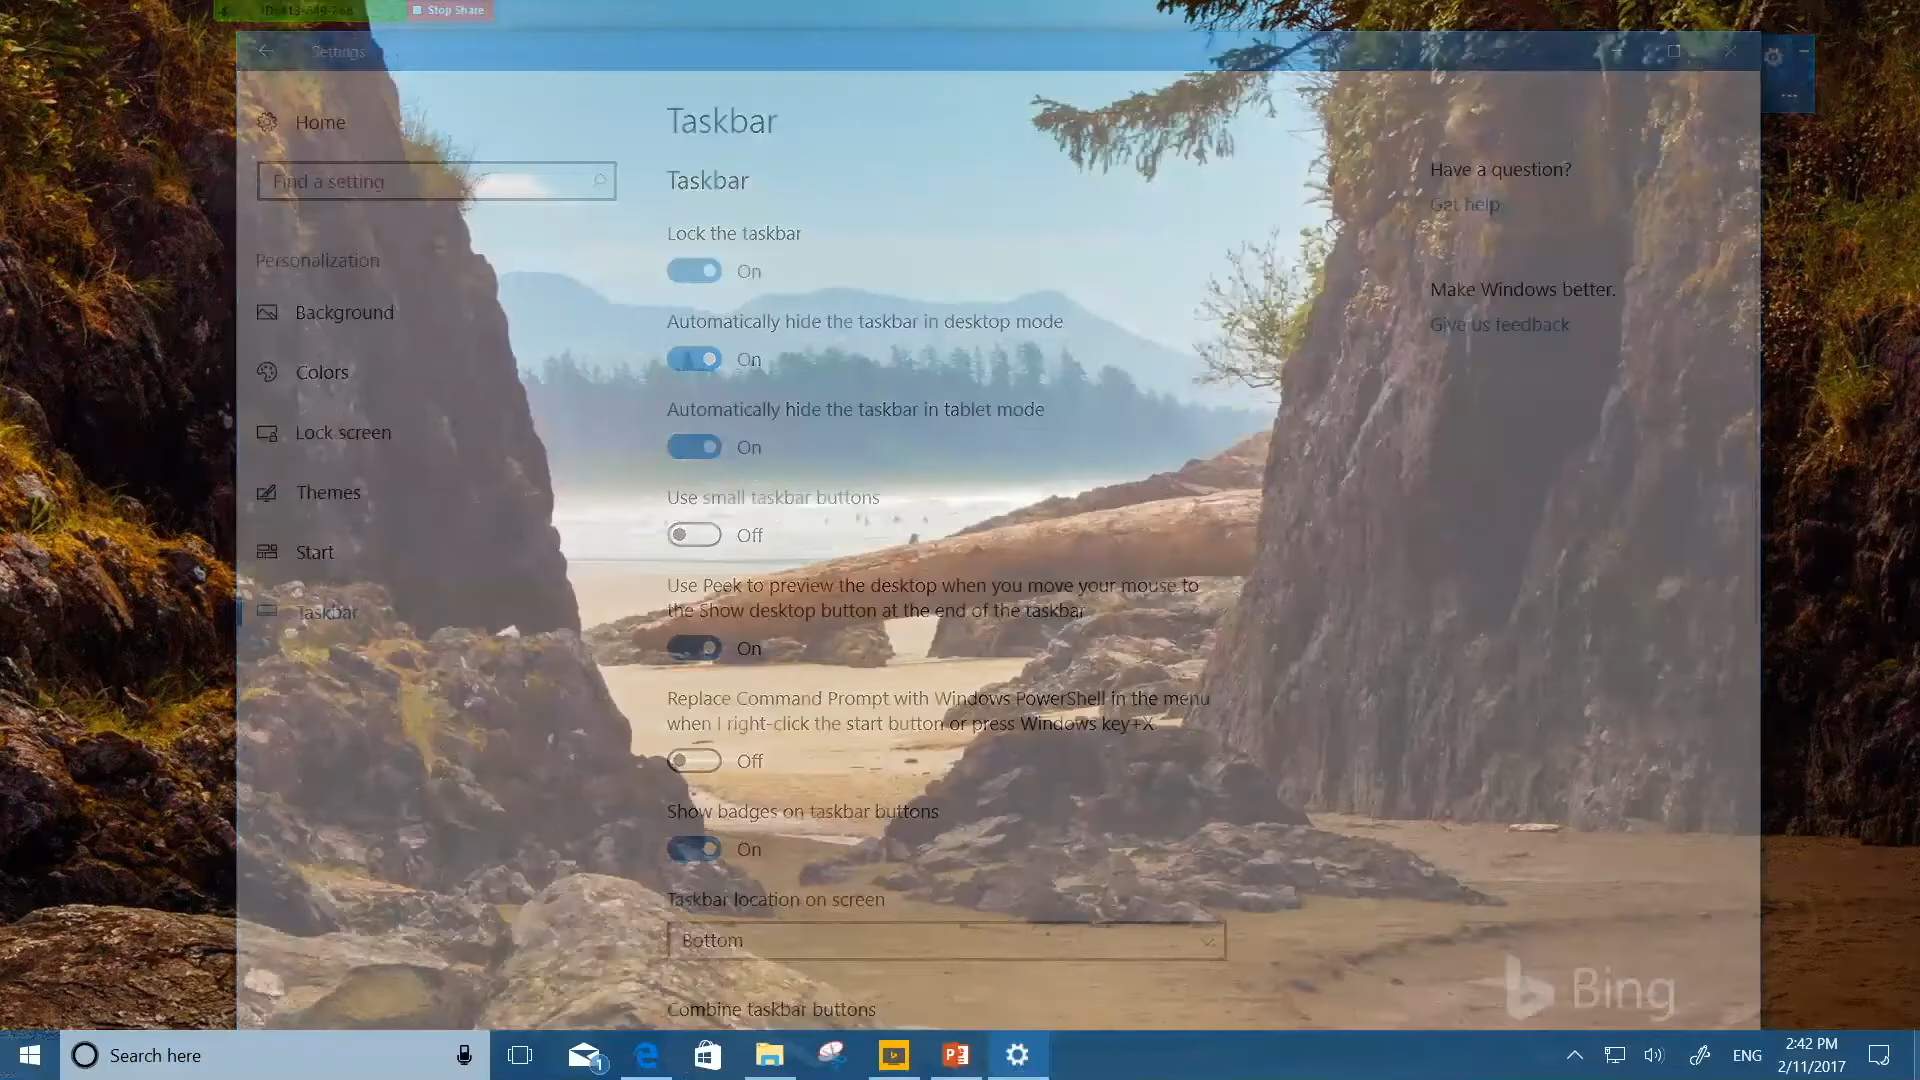 Stop Share
Settings
Home
Find a setting
Personalization
Background
Colors
Lock screen
Themes
Start
Taskbar
Taskbar
Taskbar
Lock the taskbar
On
Automatically hide the taskbar in desktop mode
On
Automatically hide the taskbar in tablet mode
On
Use small taskbar buttons
Off
Use Peek to preview the desktop when you move your mouse to
the Show desktop button at the end of the taskbar
On
Replace Command Prompt with Windows PowerShell in the menu
when I right-click the start button or press Windows key+X
Off
Show badges on taskbar buttons
On
Taskbar location on screen
Bottom
Combine taskbar buttons
Have a question?
Get help
Make Windows better.
Give us feedback
Bing
Search here
1
ENG
2:42 PM
2/11/2017